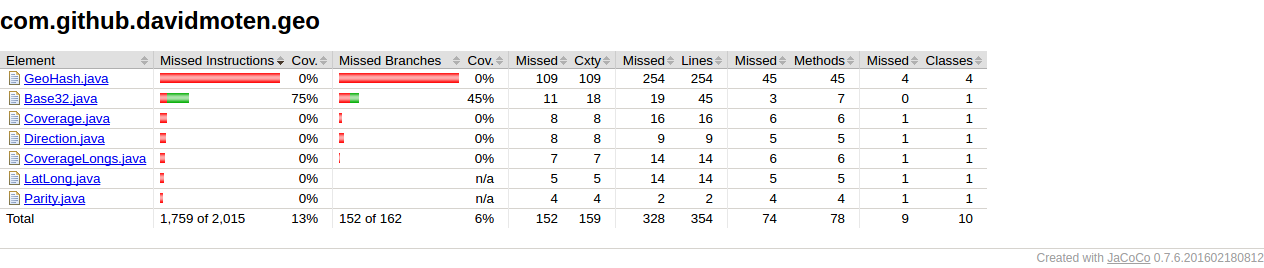 com.github.davidmoten.geo
Element Missed Instructions Cov. Missed Branches Cov. Missed Cxty Missed Lines Missed Methods Missed Classes
GeoHash.java 0% 0% 109 109 254 254 45 45 4 4
Base32.java 75% 45% 11 18 19 45 3 7 0 1
Coverage.java 0% 0% 8 8 16 16 6 6 1 1
Direction.java 0% 0% 8 8 9 9 5 5 1 1
CoverageLongs.java 0% 0% 7 7 14 14 6 6 1 1
LatLong.java 0% n/a 5 5 14 14 5 5 1 1
Parity.java 0% n/a 4 4 2 2 4 4 1 1
Total 1,759 of 2,015 13% 152 of 162 6% 152 159 328 354 74 78 9 10
Created with JaCoCo 0.7.6.201602180812